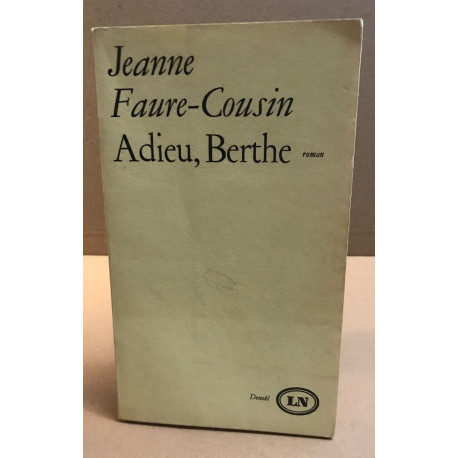 Jeanne
Faure-Cousin
Adieu, Berthe roman
Denoël LN